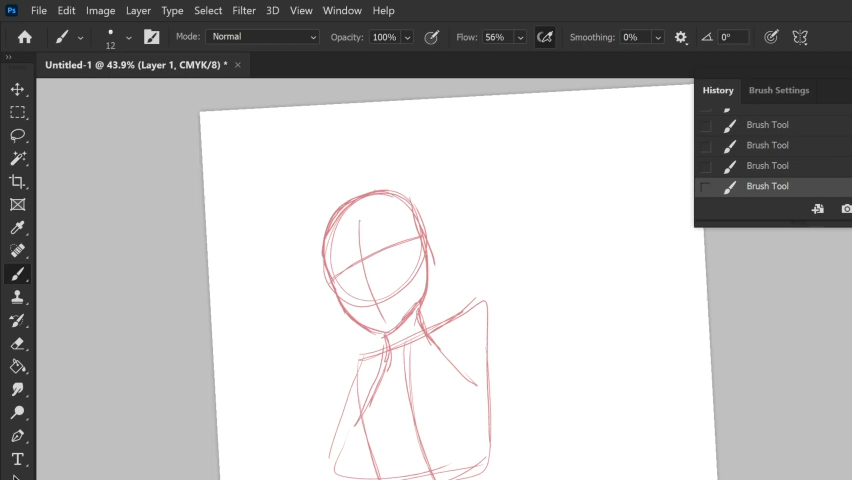 Ps File Edit Image Layer Type Select Filter 3D View Window Help
12 Mode: Normal Opacity: 100% Flow: 56% Smoothing: 0% 0°
Untitled-1 @ 43.9% (Layer 1, CMYK/8) * ×
History Brush Settings
Brush Tool
Brush Tool
Brush Tool
Brush Tool